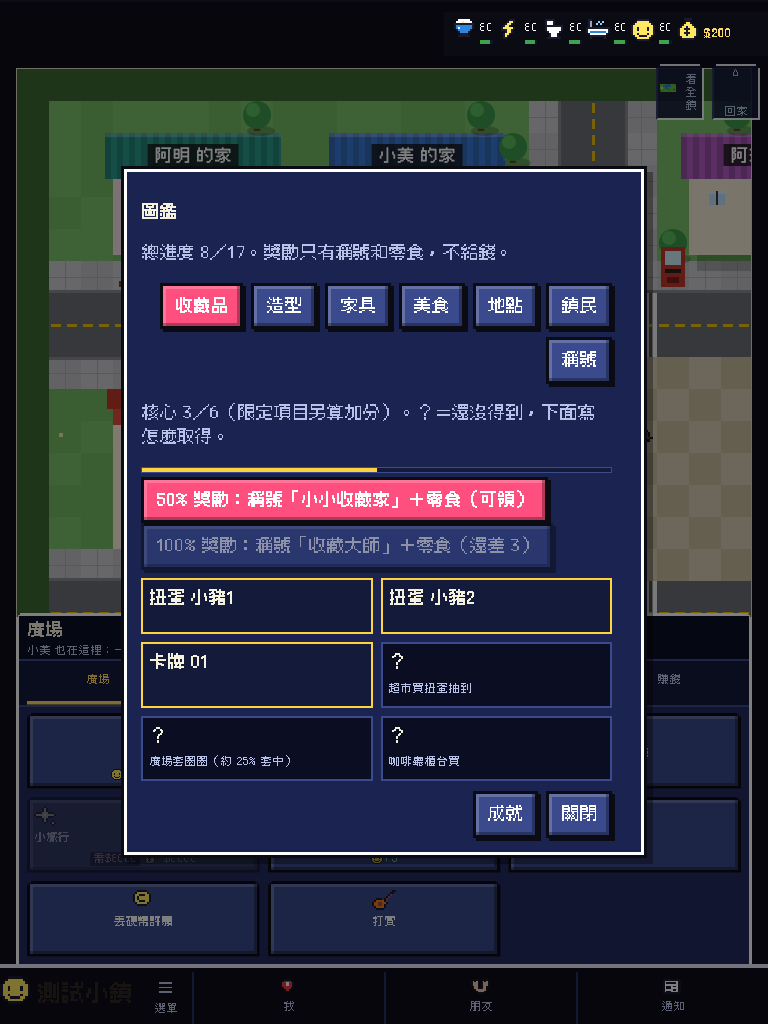 80 80 80 80 80 $200
看全鎮
回家
阿明 的家
小美 的家
阿
圖鑑
總進度 8/17。獎勵只有稱號和零食，不給錢。
收藏品 造型 家具 美食 地點 鎮民
稱號
核心 3/6（限定項目另算加分）。？＝還沒得到，下面寫
怎麼取得。
50% 獎勵：稱號「小小收藏家」＋零食（可領）
100% 獎勵：稱號「收藏大師」＋零食（還差 3）
扭蛋 小豬1
扭蛋 小豬2
卡牌 01
？
超市買扭蛋抽到
？
廣場套圈圈（約 25% 套中）
？
咖啡廳櫃台買
成就 關閉
廣場
小美 也在這裡：
廣場
賺錢
小旅行
丟硬幣許願
打賞
測試小鎮
選單
我
朋友
通知